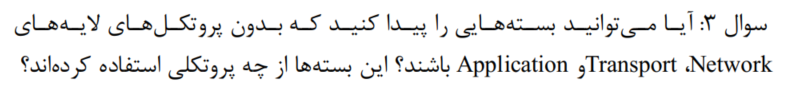 سوال ۳: آیا می‌توانید بسته‌هایی را پیدا کنید که بدون پروتکل‌های لایه‌های
Network، Transport و Application باشند؟ این بسته‌ها از چه پروتکلی استفاده کرده‌اند؟